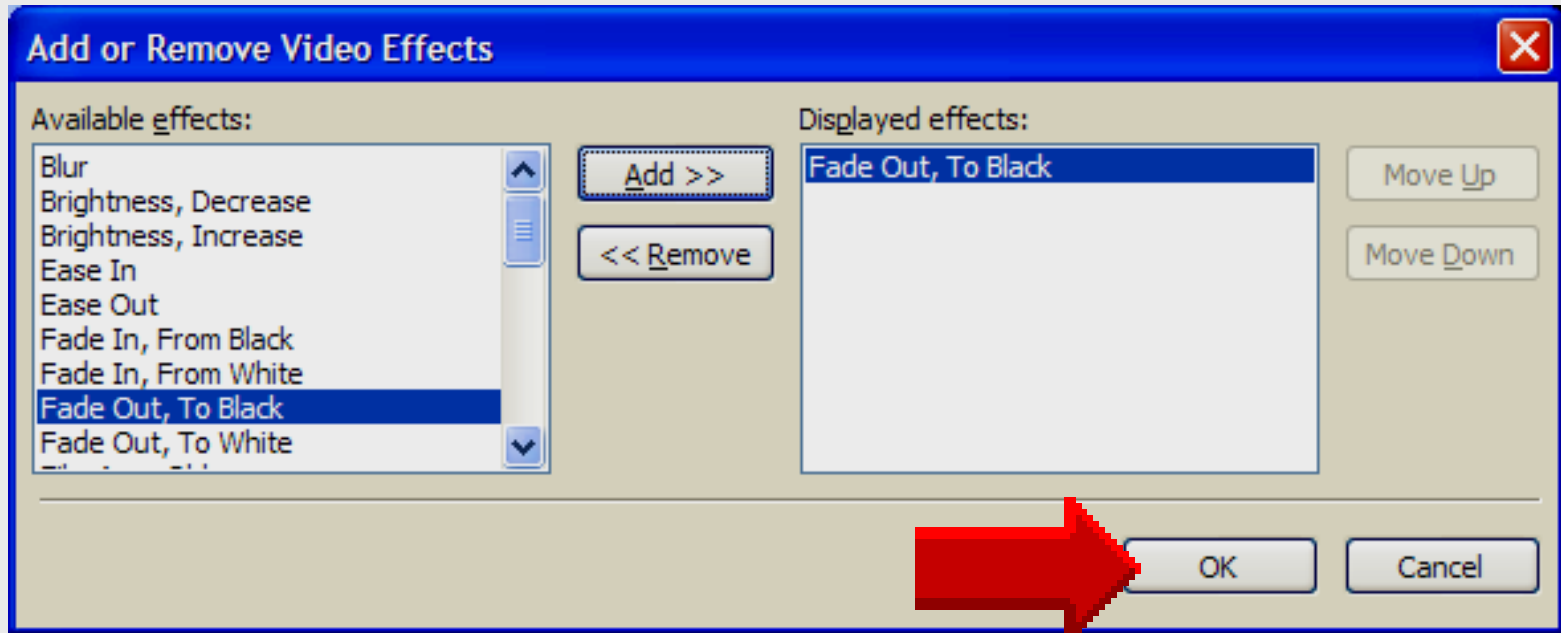 Add or Remove Video Effects
Available effects:
Displayed effects:
Blur
Brightness, Decrease
Brightness, Increase
Ease In
Ease Out
Fade In, From Black
Fade In, From White
Fade Out, To Black
Fade Out, To White
Add >>
<< Remove
Fade Out, To Black
Move Up
Move Down
OK
Cancel